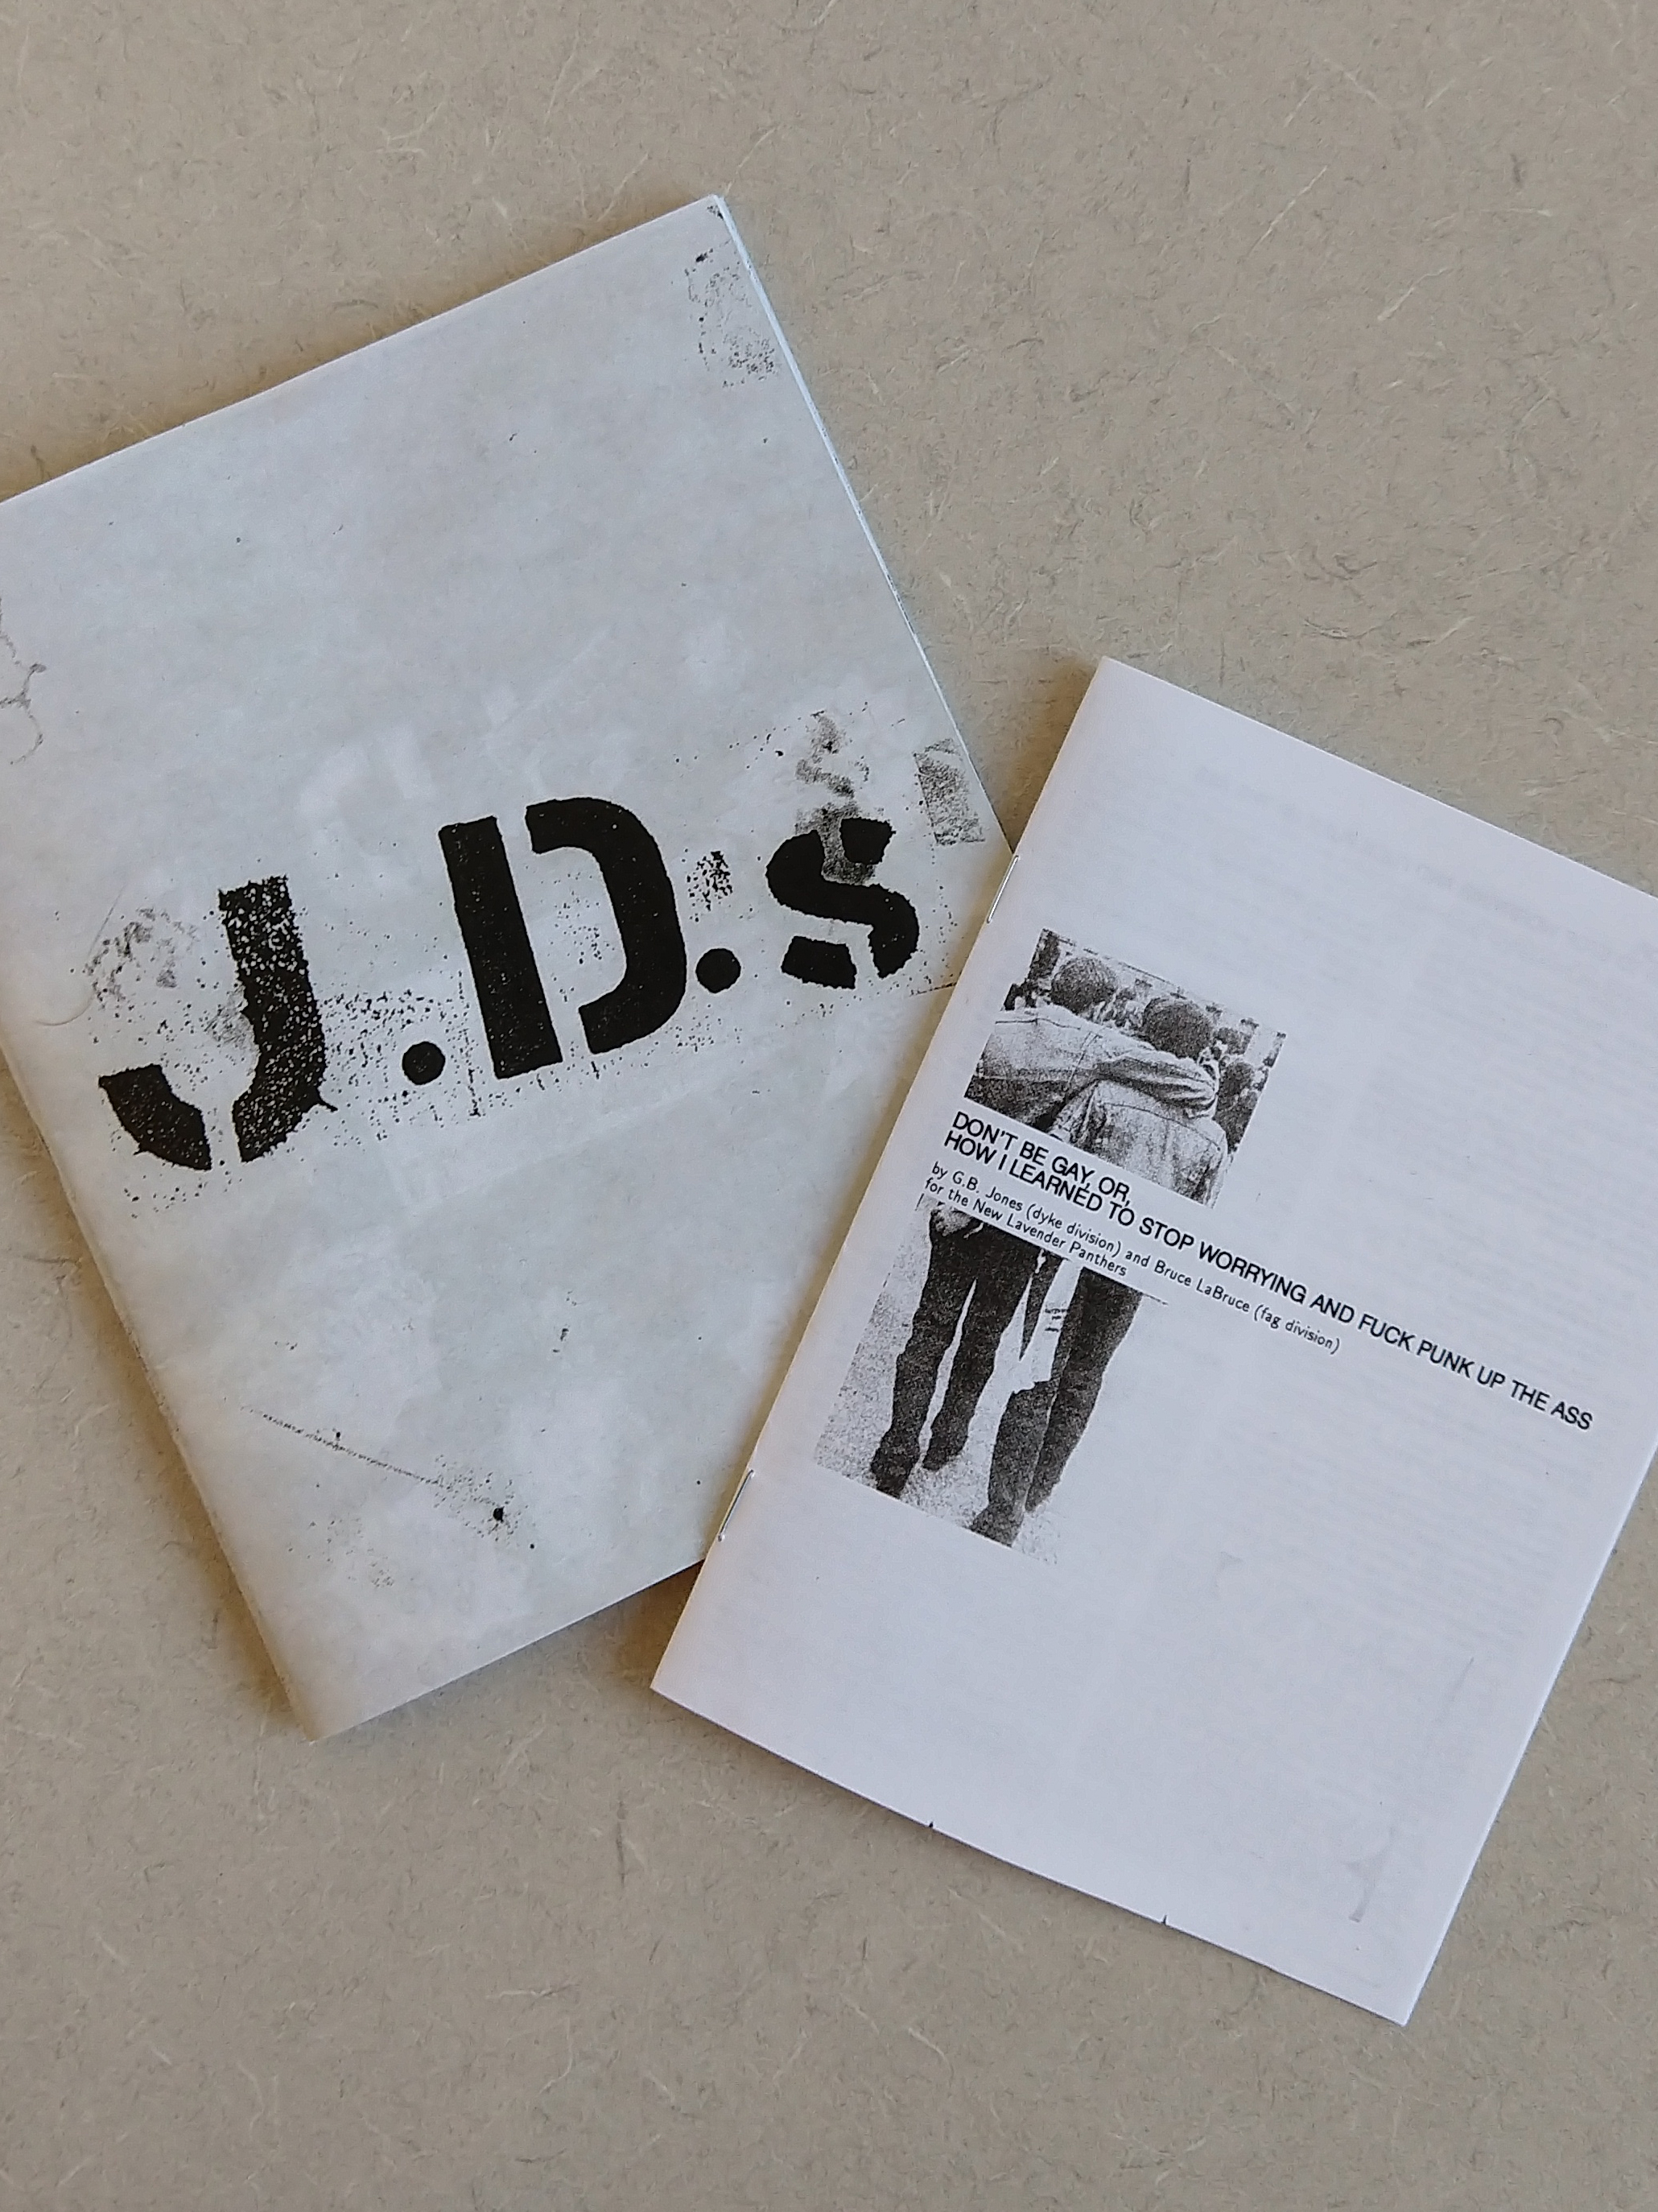 J.D.s
DON'T BE GAY, OR,
HOW I LEARNED TO STOP WORRYING AND FUCK PUNK UP THE ASS
by G.B. Jones (dyke division) and Bruce LaBruce (fag division)
for the New Lavender Panthers